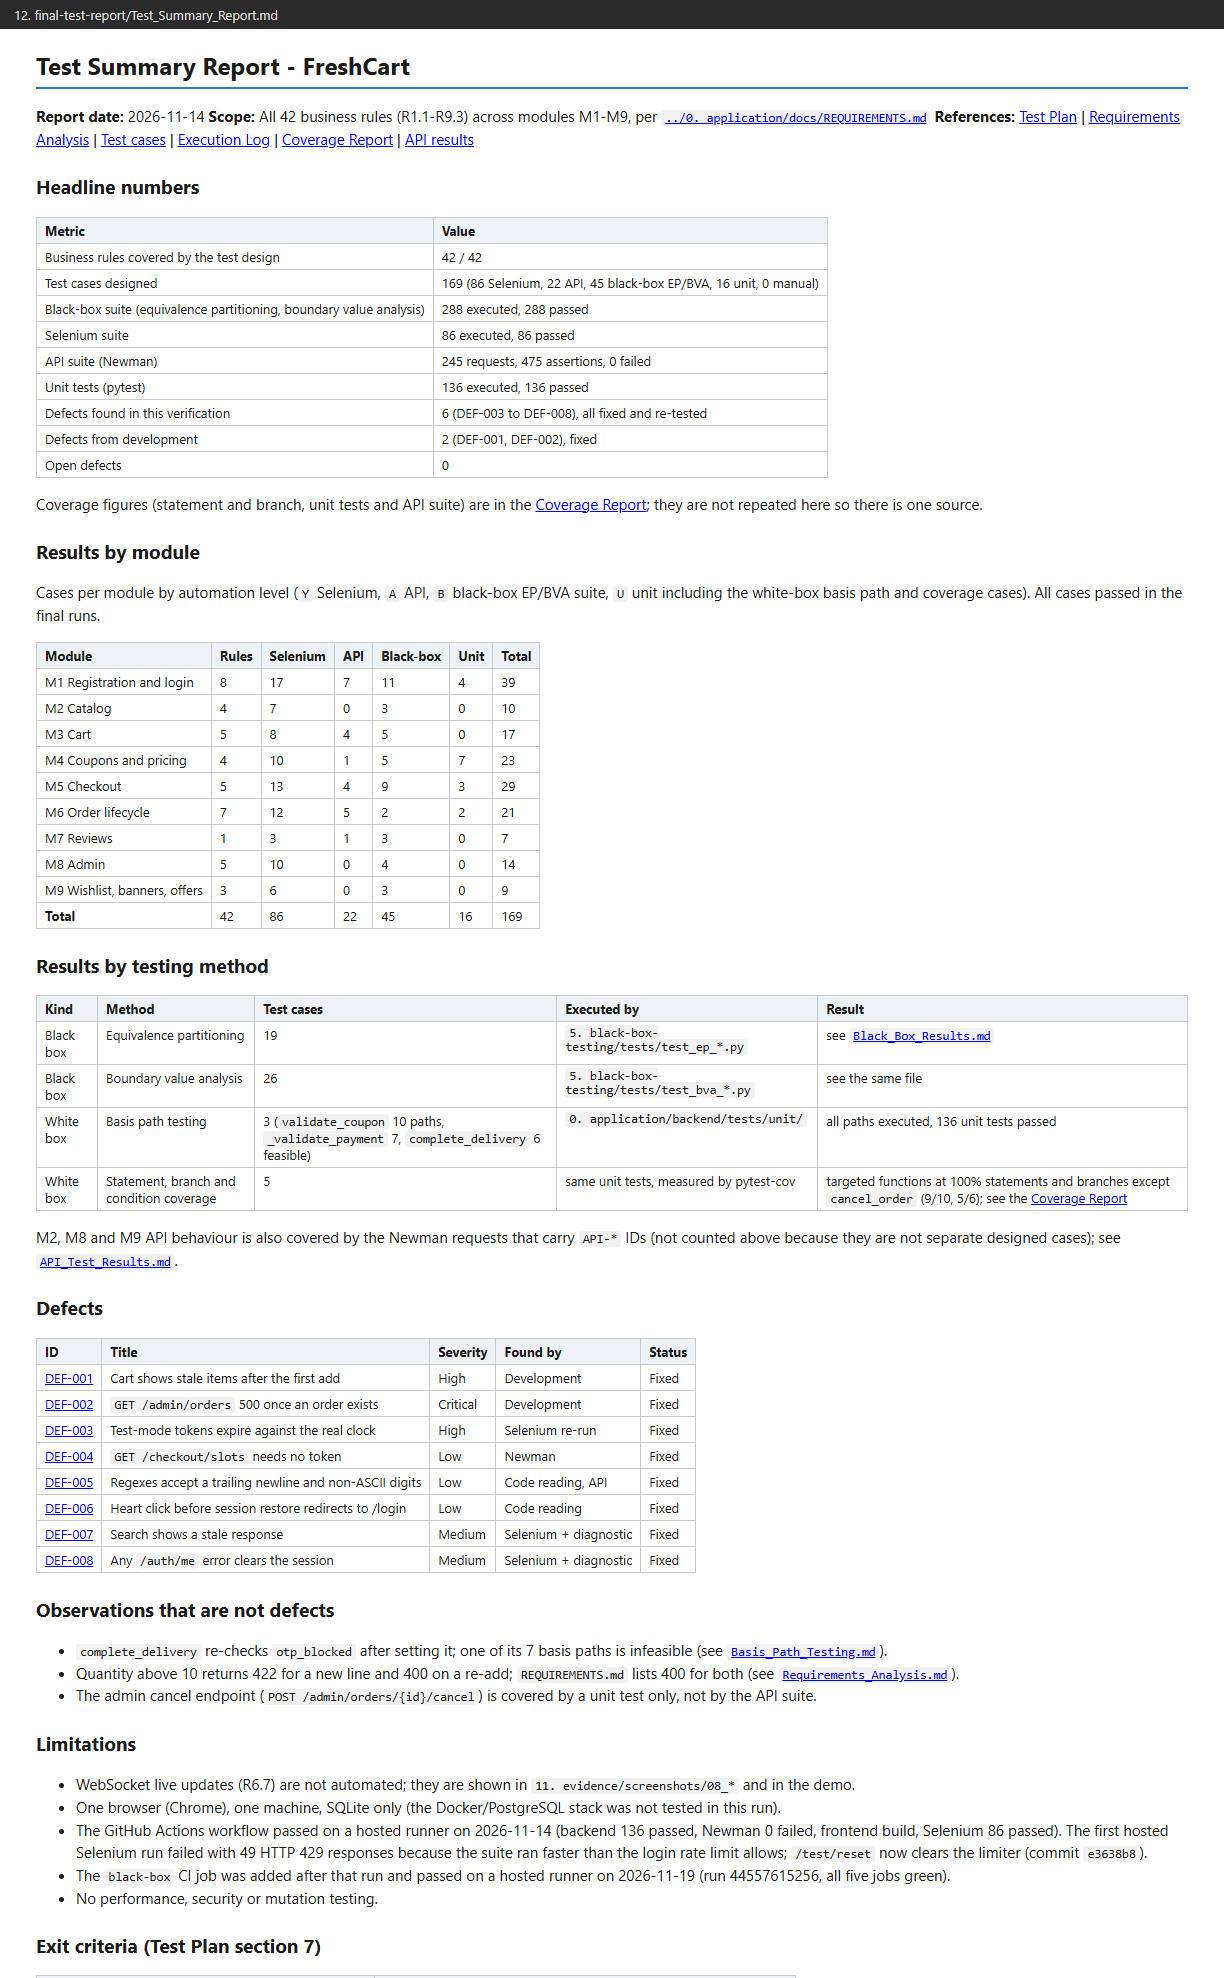 12. final-test-report/Test_Summary_Report.md
Test Summary Report - FreshCart
Report date: 2026-11-14 Scope: All 42 business rules (R1.1-R9.3) across modules M1-M9, per ../0. application/docs/REQUIREMENTS.md References: Test Plan | Requirements
Analysis | Test cases | Execution Log | Coverage Report | API results
Headline numbers
Metric Value
Business rules covered by the test design 42 / 42
Test cases designed 169 (86 Selenium, 22 API, 45 black-box EP/BVA, 16 unit, 0 manual)
Black-box suite (equivalence partitioning, boundary value analysis) 288 executed, 288 passed
Selenium suite 86 executed, 86 passed
API suite (Newman) 245 requests, 475 assertions, 0 failed
Unit tests (pytest) 136 executed, 136 passed
Defects found in this verification 6 (DEF-003 to DEF-008), all fixed and re-tested
Defects from development 2 (DEF-001, DEF-002), fixed
Open defects 0
Coverage figures (statement and branch, unit tests and API suite) are in the Coverage Report; they are not repeated here so there is one source.
Results by module
Cases per module by automation level ( Y Selenium, A API, B black-box EP/BVA suite, U unit including the white-box basis path and coverage cases). All cases passed in the
final runs.
Module Rules Selenium API Black-box Unit Total
M1 Registration and login 8 17 7 11 4 39
M2 Catalog 4 7 0 3 0 10
M3 Cart 5 8 4 5 0 17
M4 Coupons and pricing 4 10 1 5 7 23
M5 Checkout 5 13 4 9 3 29
M6 Order lifecycle 7 12 5 2 2 21
M7 Reviews 1 3 1 3 0 7
M8 Admin 5 10 0 4 0 14
M9 Wishlist, banners, offers 3 6 0 3 0 9
Total 42 86 22 45 16 169
Results by testing method
Kind Method Test cases Executed by Result
Black box Equivalence partitioning 19 5. black-box-testing/tests/test_ep_*.py see Black_Box_Results.md
Black box Boundary value analysis 26 5. black-box-testing/tests/test_bva_*.py see the same file
White box Basis path testing 3 ( validate_coupon 10 paths, _validate_payment 7, complete_delivery 6 feasible) 0. application/backend/tests/unit/ all paths executed, 136 unit tests passed
White box Statement, branch and condition coverage 5 same unit tests, measured by pytest-cov targeted functions at 100% statements and branches except cancel_order (9/10, 5/6); see the Coverage Report
M2, M8 and M9 API behaviour is also covered by the Newman requests that carry API-* IDs (not counted above because they are not separate designed cases); see
API_Test_Results.md.
Defects
ID Title Severity Found by Status
DEF-001 Cart shows stale items after the first add High Development Fixed
DEF-002 GET /admin/orders 500 once an order exists Critical Development Fixed
DEF-003 Test-mode tokens expire against the real clock High Selenium re-run Fixed
DEF-004 GET /checkout/slots needs no token Low Newman Fixed
DEF-005 Regexes accept a trailing newline and non-ASCII digits Low Code reading, API Fixed
DEF-006 Heart click before session restore redirects to /login Low Code reading Fixed
DEF-007 Search shows a stale response Medium Selenium + diagnostic Fixed
DEF-008 Any /auth/me error clears the session Medium Selenium + diagnostic Fixed
Observations that are not defects
• complete_delivery re-checks otp_blocked after setting it; one of its 7 basis paths is infeasible (see Basis_Path_Testing.md ).
• Quantity above 10 returns 422 for a new line and 400 on a re-add; REQUIREMENTS.md lists 400 for both (see Requirements_Analysis.md ).
• The admin cancel endpoint ( POST /admin/orders/{id}/cancel ) is covered by a unit test only, not by the API suite.
Limitations
• WebSocket live updates (R6.7) are not automated; they are shown in 11. evidence/screenshots/08_* and in the demo.
• One browser (Chrome), one machine, SQLite only (the Docker/PostgreSQL stack was not tested in this run).
• The GitHub Actions workflow passed on a hosted runner on 2026-11-14 (backend 136 passed, Newman 0 failed, frontend build, Selenium 86 passed). The first hosted
Selenium run failed with 49 HTTP 429 responses because the suite ran faster than the login rate limit allows; /test/reset now clears the limiter (commit e3638b8 ).
• The black-box CI job was added after that run and passed on a hosted runner on 2026-11-19 (run 44557615256, all five jobs green).
• No performance, security or mutation testing.
Exit criteria (Test Plan section 7)